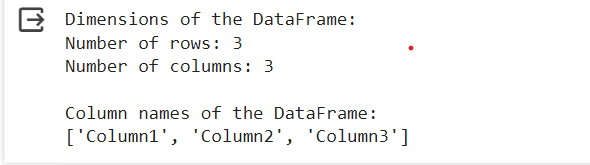 Dimensions of the DataFrame:
Number of rows: 3
Number of columns: 3
Column names of the DataFrame:
['Column1', 'Column2', 'Column3']